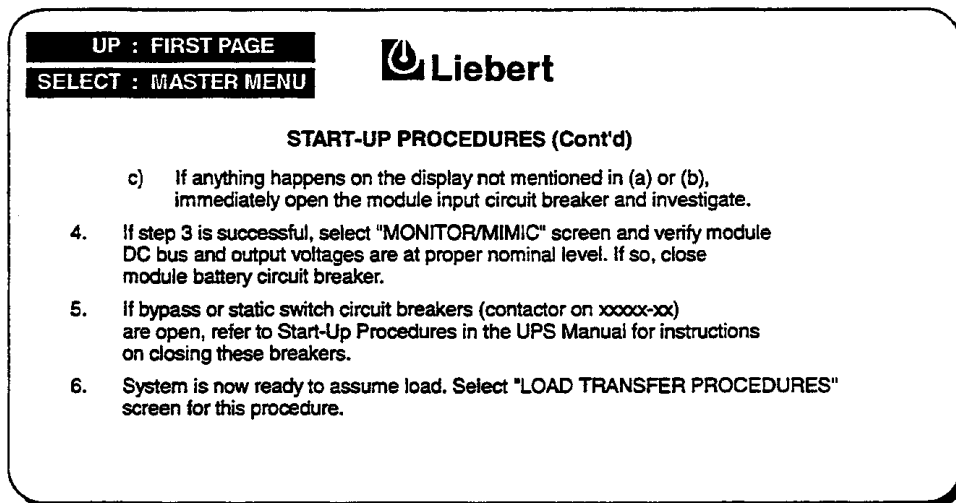 UP : FIRST PAGE
SELECT : MASTER MENU
Liebert
START-UP PROCEDURES (Cont'd)
c) If anything happens on the display not mentioned in (a) or (b),
immediately open the module input circuit breaker and investigate.
4. If step 3 is successful, select "MONITOR/MIMIC" screen and verify module
DC bus and output voltages are at proper nominal level. If so, close
module battery circuit breaker.
5. If bypass or static switch circuit breakers (contactor on xxxxx-xx)
are open, refer to Start-Up Procedures in the UPS Manual for instructions
on closing these breakers.
6. System is now ready to assume load. Select "LOAD TRANSFER PROCEDURES"
screen for this procedure.